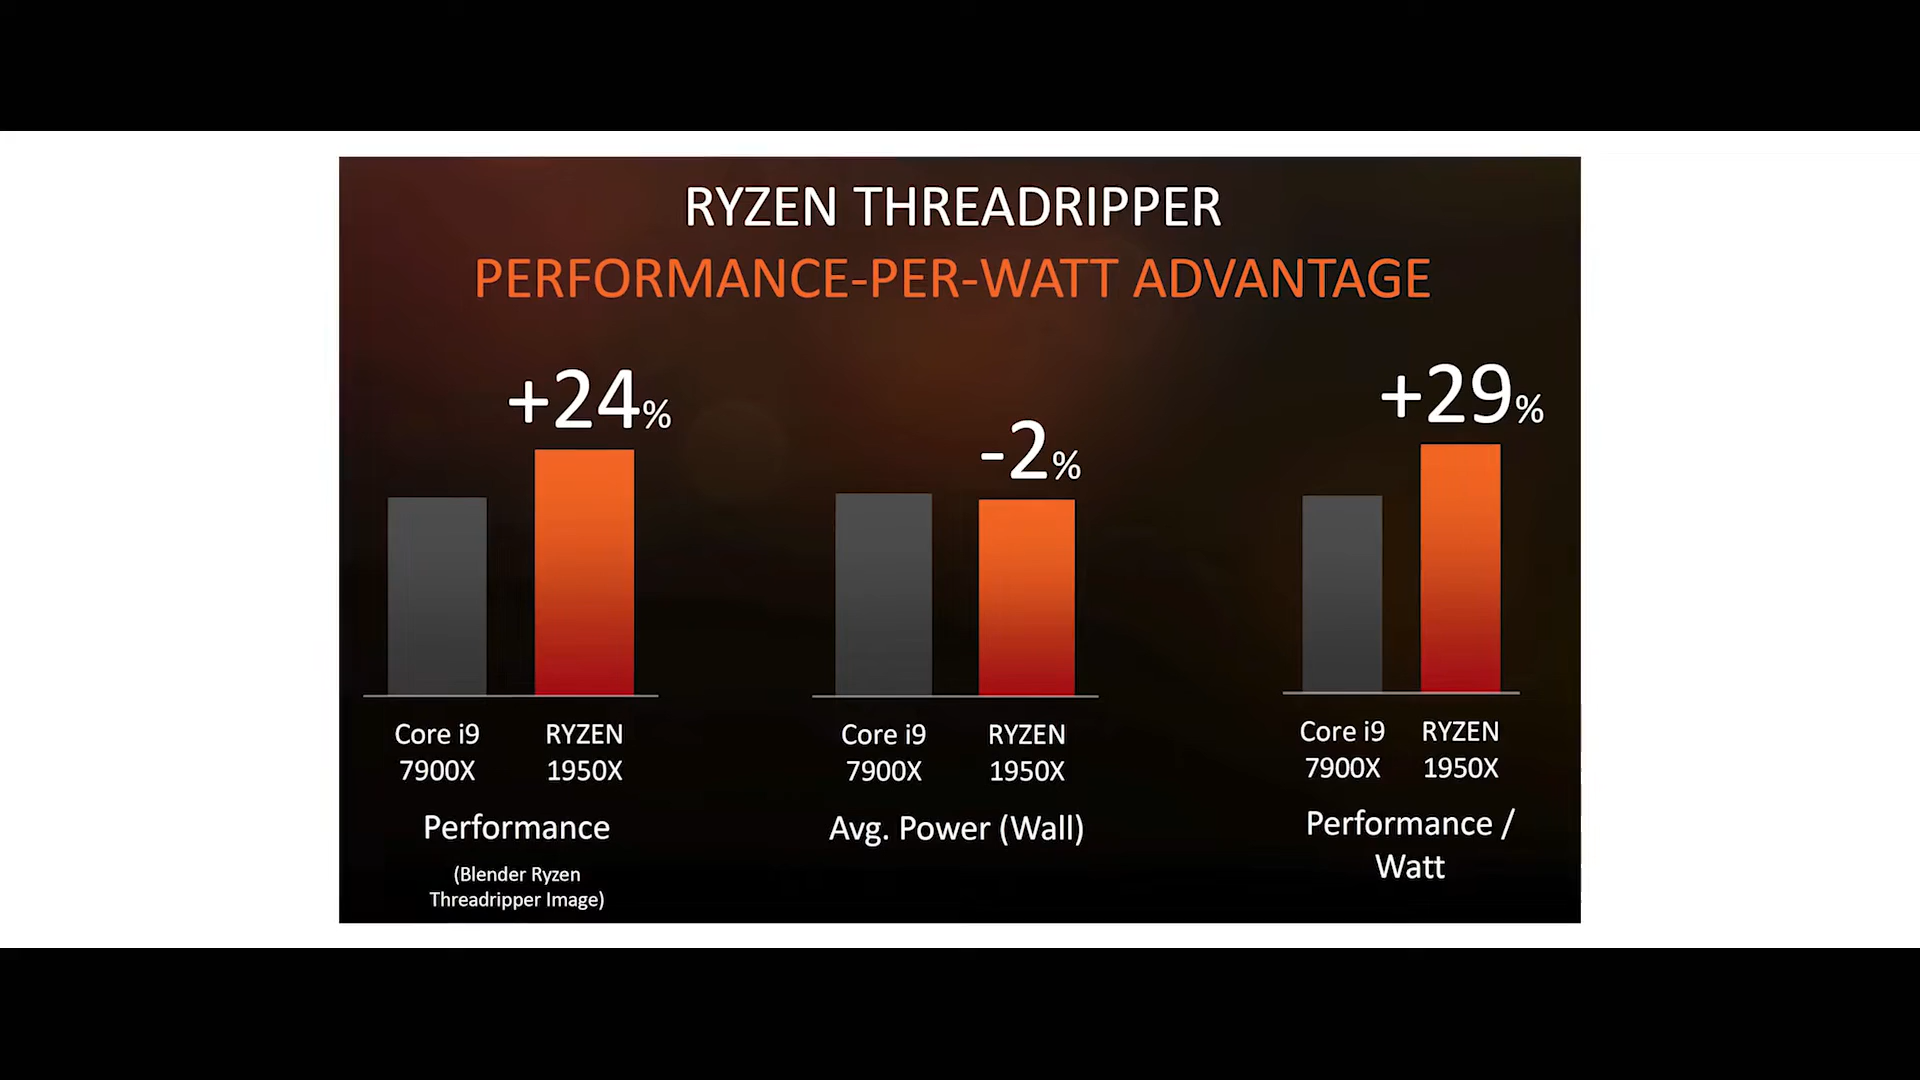 RYZEN THREADRIPPER
PERFORMANCE-PER-WATT ADVANTAGE
+24%
Core i9
7900X
RYZEN
1950X
Performance
(Blender Ryzen
Threadripper Image)
-2%
Core i9
7900X
RYZEN
1950X
Avg. Power (Wall)
+29%
Core i9
7900X
RYZEN
1950X
Performance /
Watt